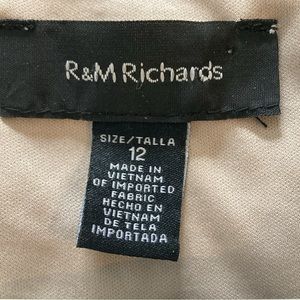 R&M Richards
SIZE/TALLA
12
MADE IN
VIETNAM
OF IMPORTED
FABRIC
HECHO EN
VIETNAM
DE TELA
IMPORTADA